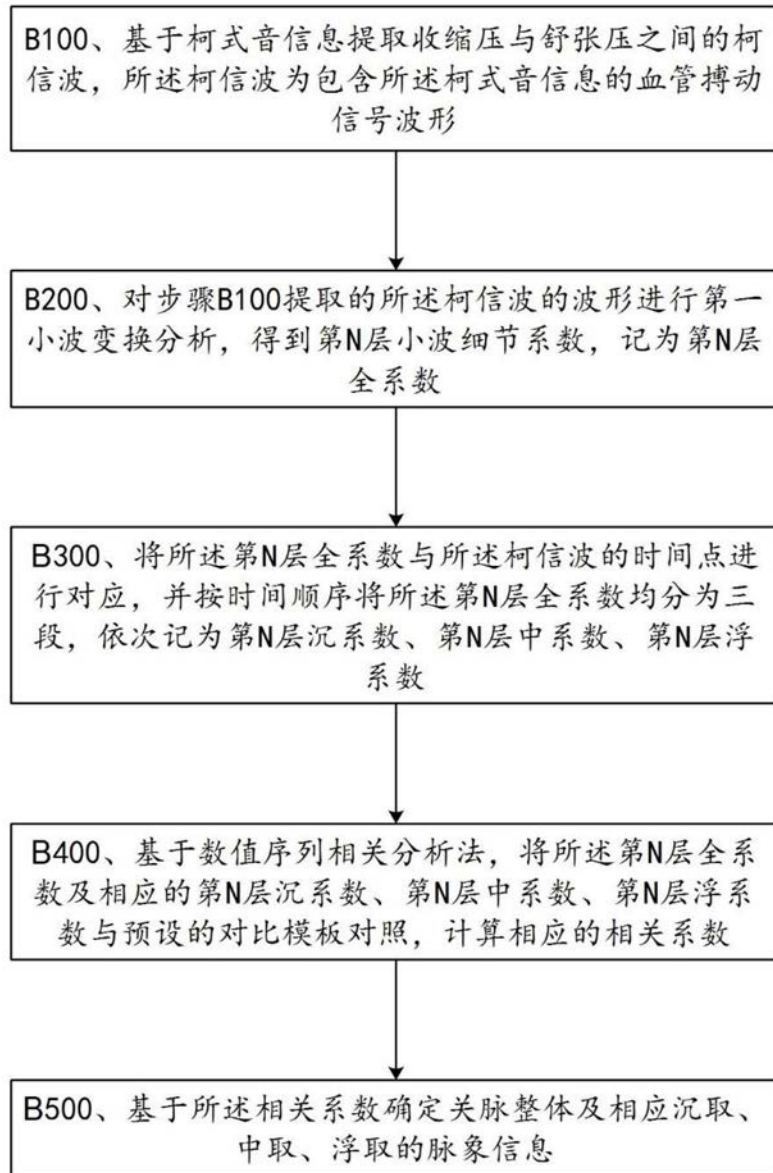 B100、基于柯式音信息提取收缩压与舒张压之间的柯
信波，所述柯信波为包含所述柯式音信息的血管搏动
信号波形
B200、对步骤B100提取的所述柯信波的波形进行第一
小波变换分析，得到第N层小波细节系数，记为第N层
全系数
B300、将所述第N层全系数与所述柯信波的时间点进
行对应，并按时间顺序将所述第N层全系数均分为三
段，依次记为第N层沉系数、第N层中系数、第N层浮
系数
B400、基于数值序列相关分析法，将所述第N层全系
数及相应的第N层沉系数、第N层中系数、第N层浮系
数与预设的对比模板对照，计算相应的相关系数
B500、基于所述相关系数确定关脉整体及相应沉取、
中取、浮取的脉象信息